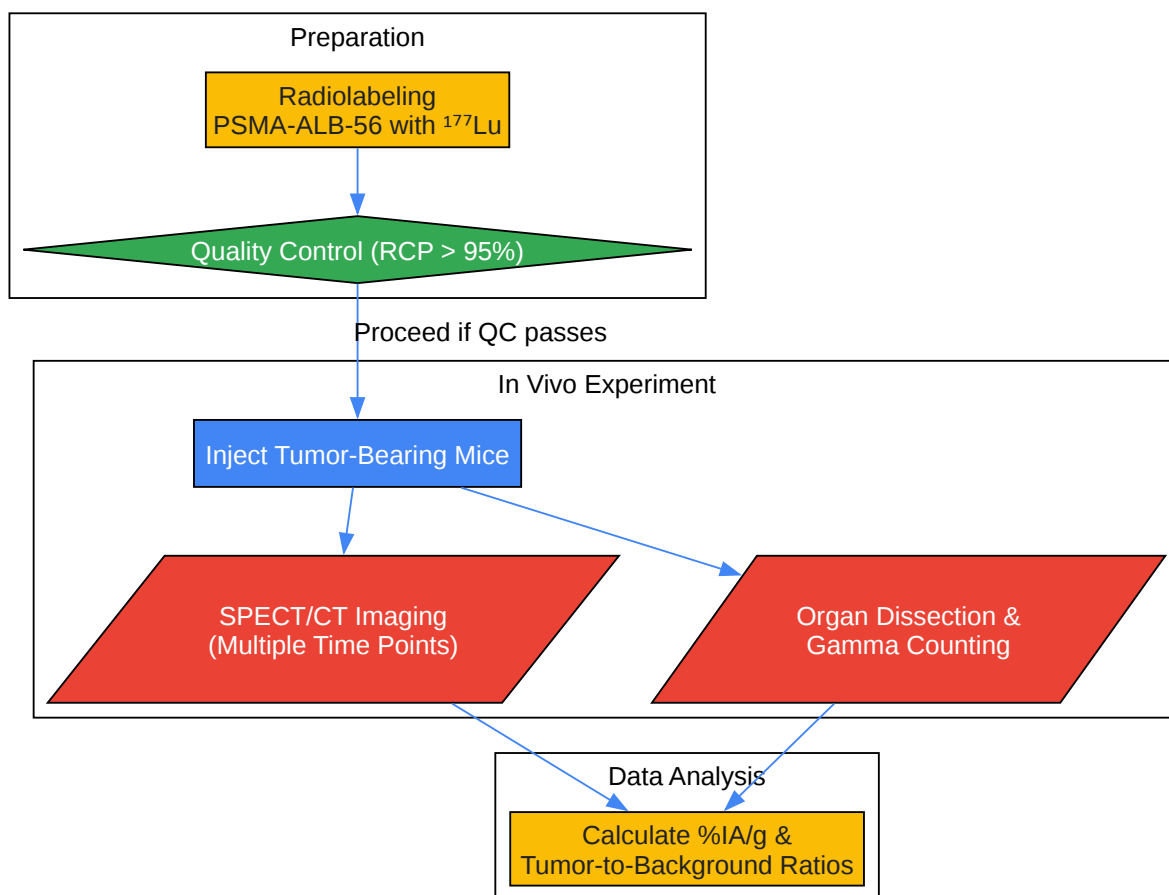 Preparation
Radiolabeling
PSMA-ALB-56 with ¹⁷⁷Lu
Quality Control (RCP > 95%)
Proceed if QC passes
In Vivo Experiment
Inject Tumor-Bearing Mice
SPECT/CT Imaging
(Multiple Time Points)
Organ Dissection &
Gamma Counting
Data Analysis
Calculate %IA/g &
Tumor-to-Background Ratios